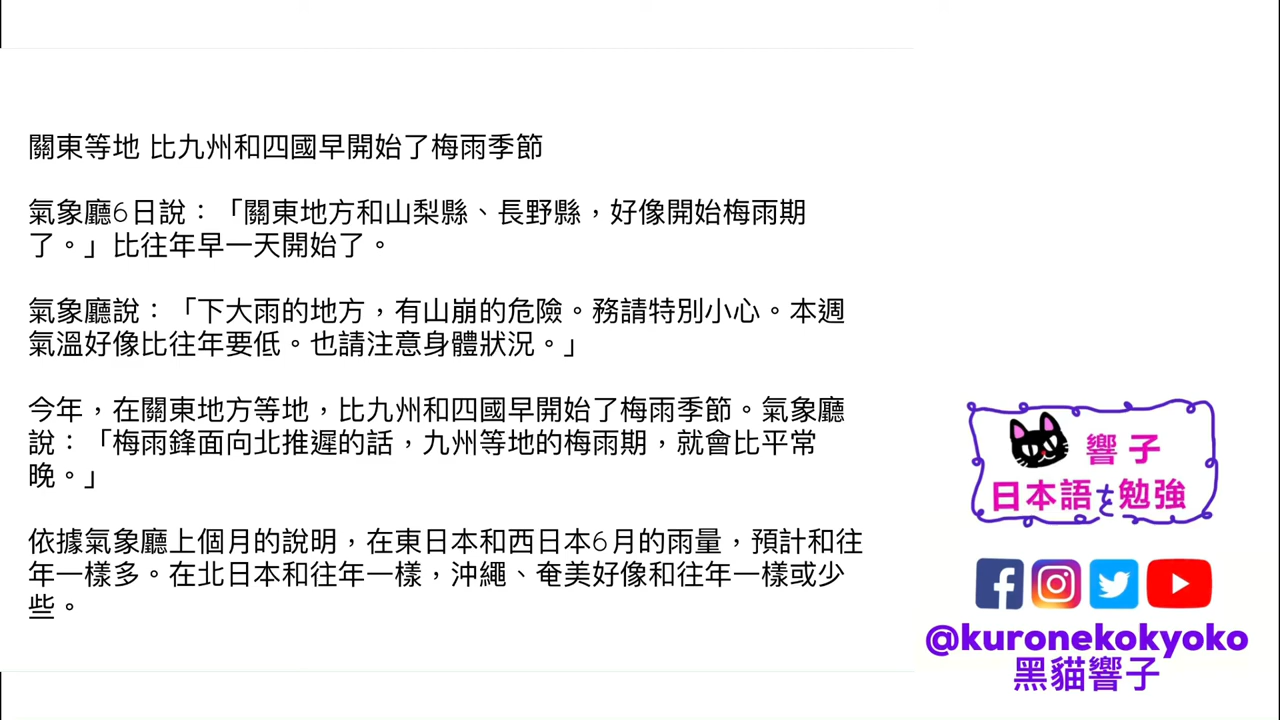 關東等地 比九州和四國早開始了梅雨季節
氣象廳6日說：「關東地方和山梨縣、長野縣，好像開始梅雨期
了。」比往年早一天開始了。
氣象廳說：「下大雨的地方，有山崩的危險。務請特別小心。本週
氣溫好像比往年要低。也請注意身體狀況。」
今年，在關東地方等地，比九州和四國早開始了梅雨季節。氣象廳
說：「梅雨鋒面向北推遲的話，九州等地的梅雨期，就會比平常
晚。」
依據氣象廳上個月的說明，在東日本和西日本6月的雨量，預計和往
年一樣多。在北日本和往年一樣，沖繩、奄美好像和往年一樣或少
些。
響子
日本語を勉強
@kuronekokyoko
黑貓響子